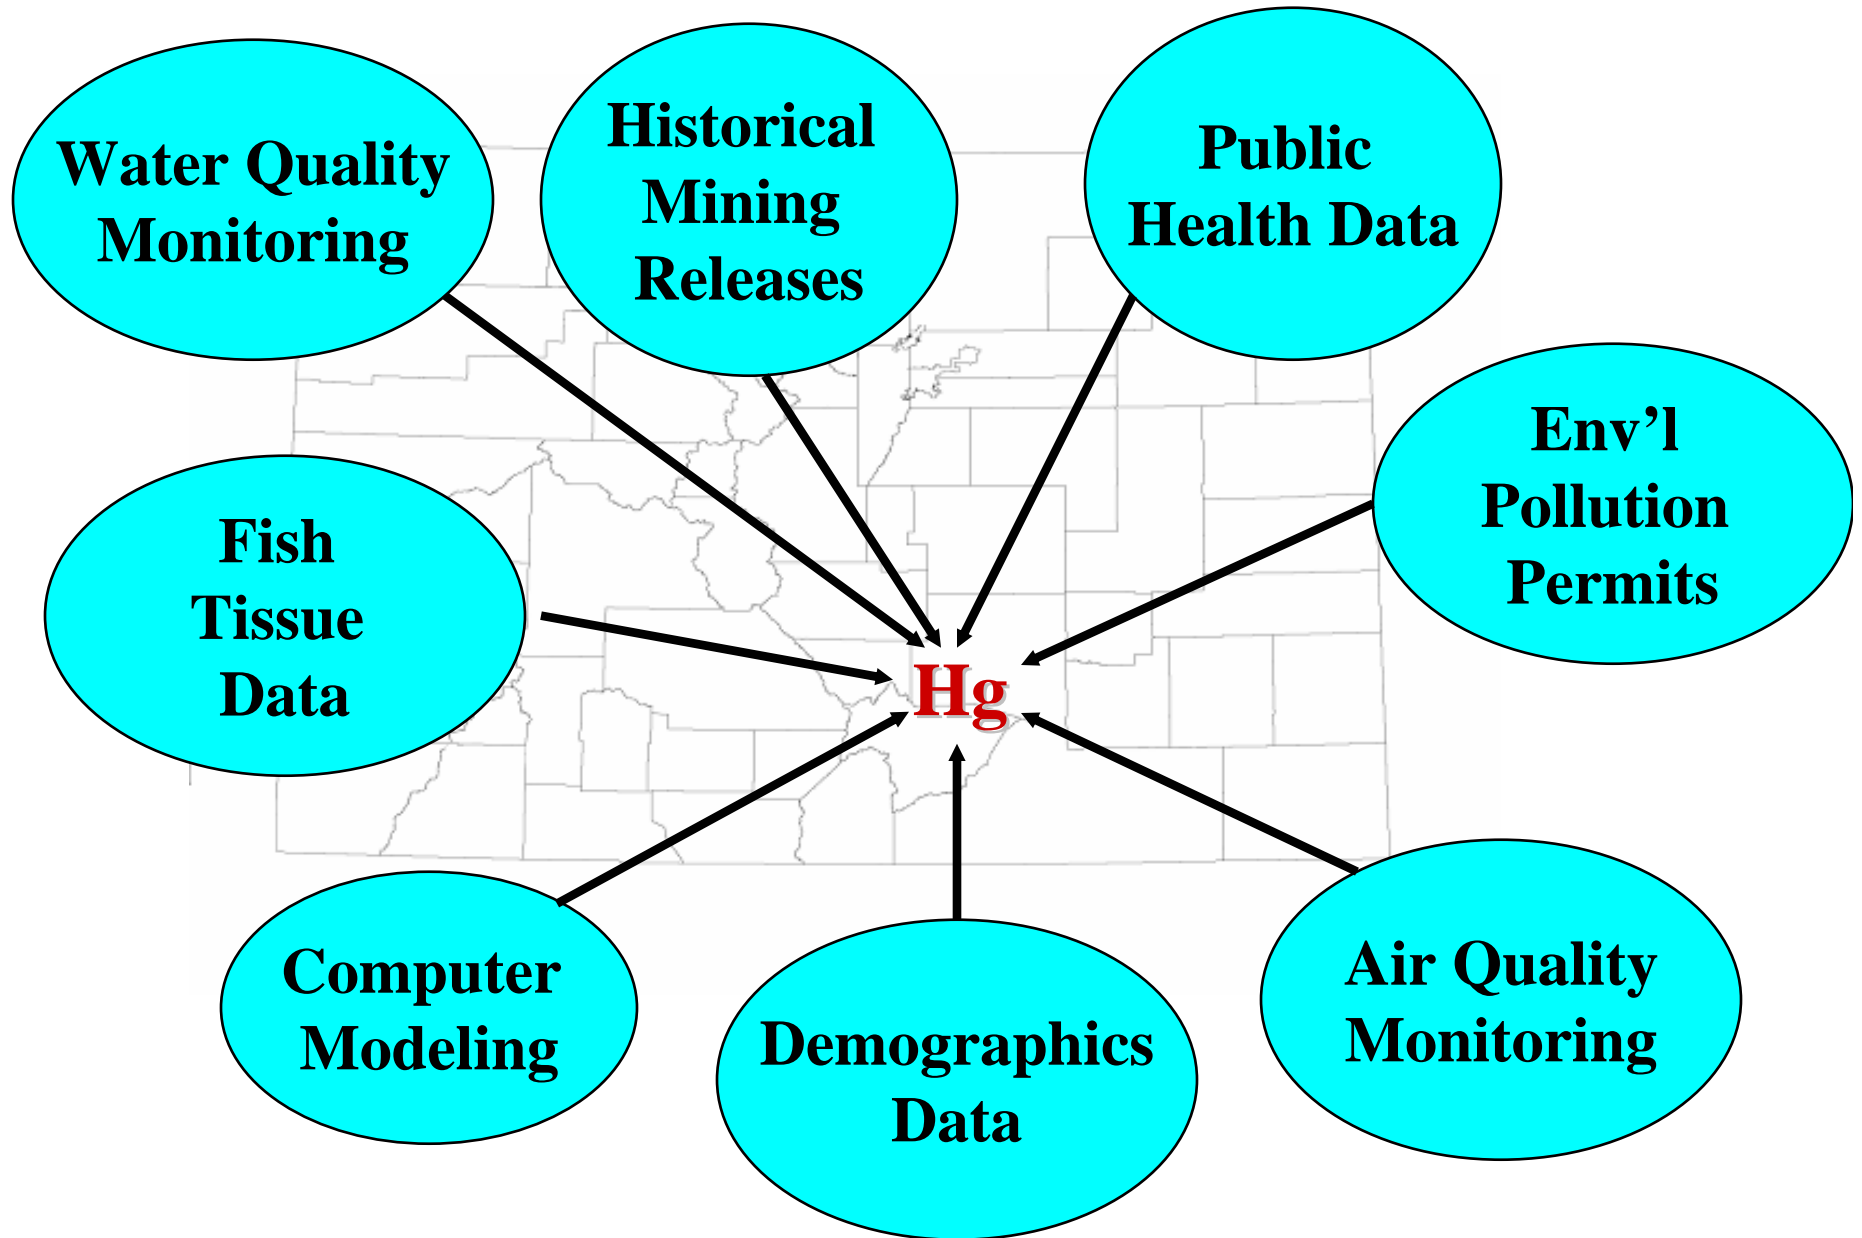 Water Quality
Monitoring
Historical
Mining
Releases
Public
Health Data
Env’l
Pollution
Permits
Fish
Tissue
Data
Hg
Computer
Modeling
Demographics
Data
Air Quality
Monitoring